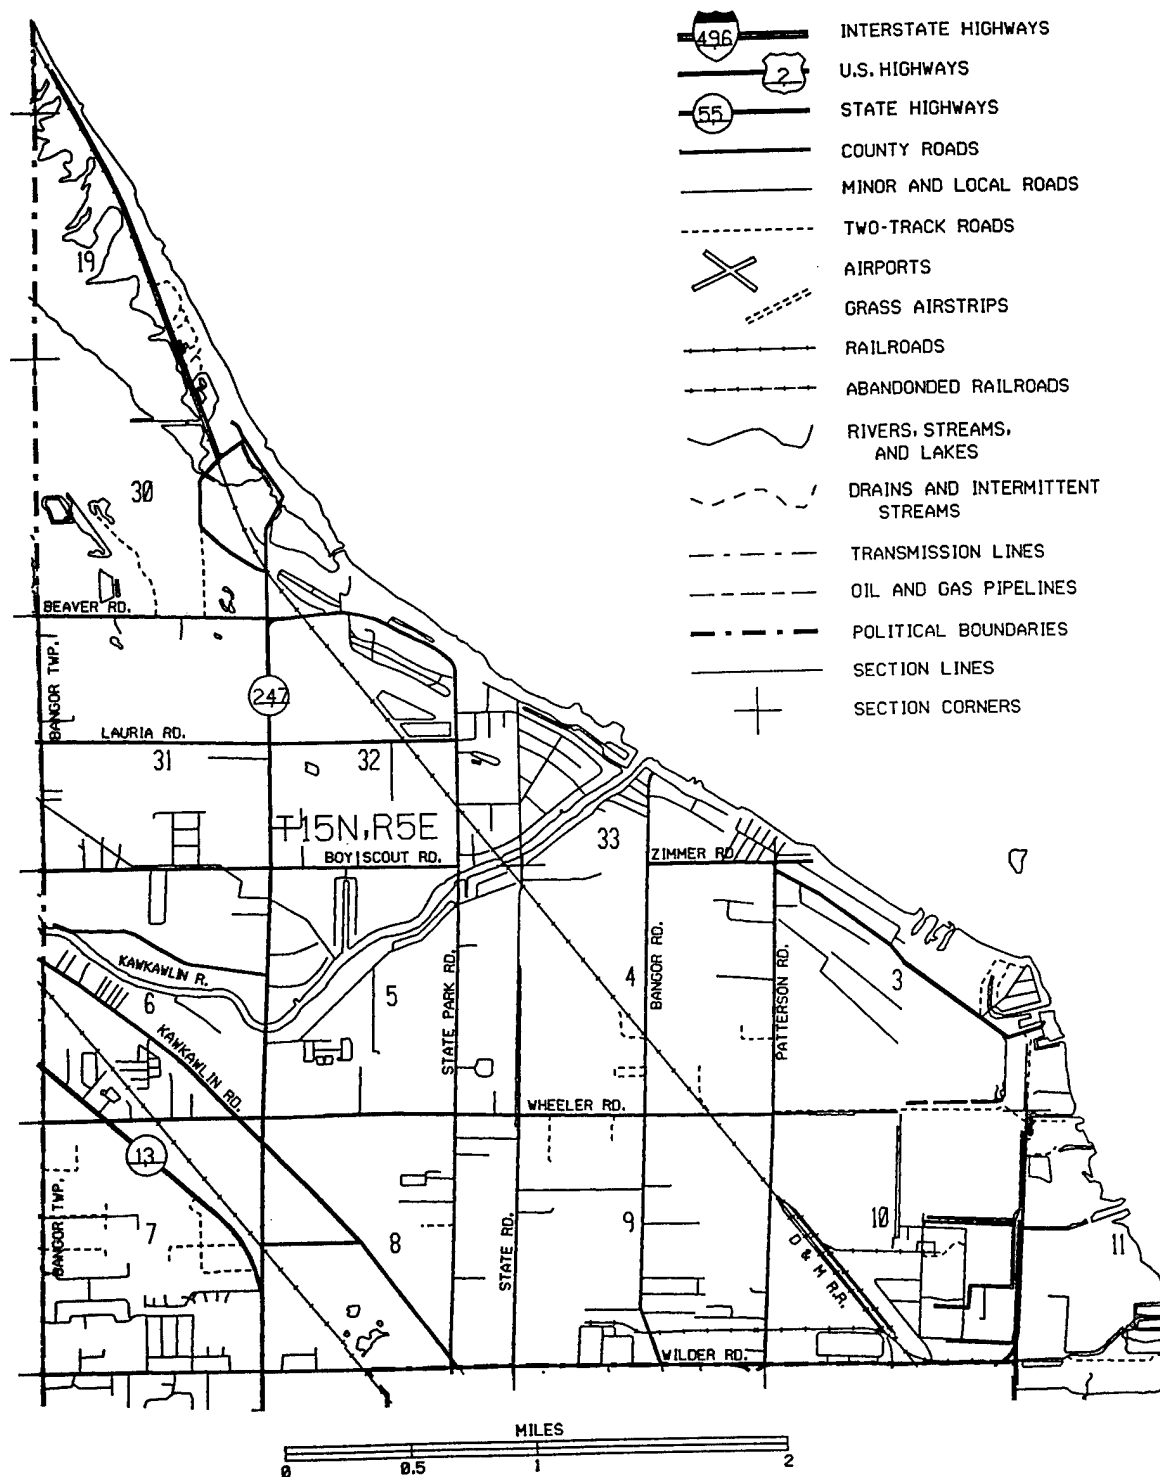 496 INTERSTATE HIGHWAYS
2 U.S. HIGHWAYS
55 STATE HIGHWAYS
COUNTY ROADS
MINOR AND LOCAL ROADS
TWO-TRACK ROADS
AIRPORTS
GRASS AIRSTRIPS
RAILROADS
ABANDONDED RAILROADS
RIVERS, STREAMS,
AND LAKES
DRAINS AND INTERMITTENT
STREAMS
TRANSMISSION LINES
OIL AND GAS PIPELINES
POLITICAL BOUNDARIES
SECTION LINES
SECTION CORNERS
19
30
BEAVER RD.
BANGOR TWP.
247
LAURIA RD.
31
32
T15N, R5E
33
BOY SCOUT RD.
ZIMMER RD.
KAWKAWLIN R.
6
5
4
3
STATE PARK RD.
BANGOR RD.
PATTERSON RD.
KAWKAWLIN RD.
WHEELER RD.
13
BANGOR TWP.
7
8
STATE RD.
9
10
11
D & M R.R.
WILDER RD.
MILES
0 0.5 1 2